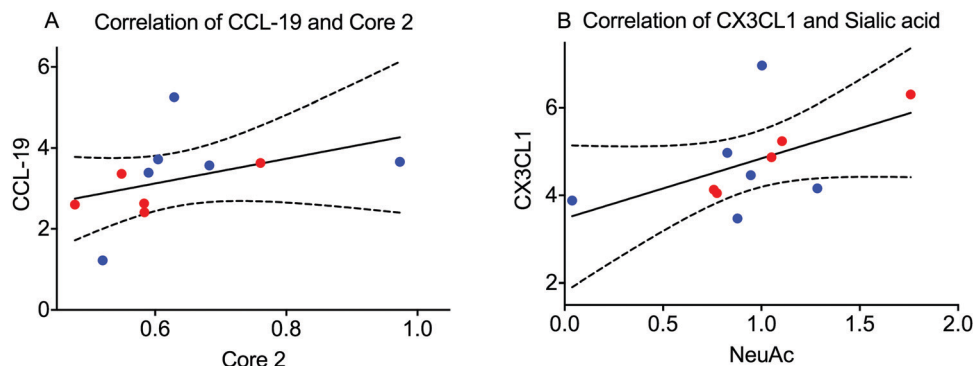 A Correlation of CCL-19 and Core 2
6
4
2
0
CCL-19
0.6 0.8 1.0
Core 2
B Correlation of CX3CL1 and Sialic acid
6
4
2
CX3CL1
0.0 0.5 1.0 1.5 2.0
NeuAc